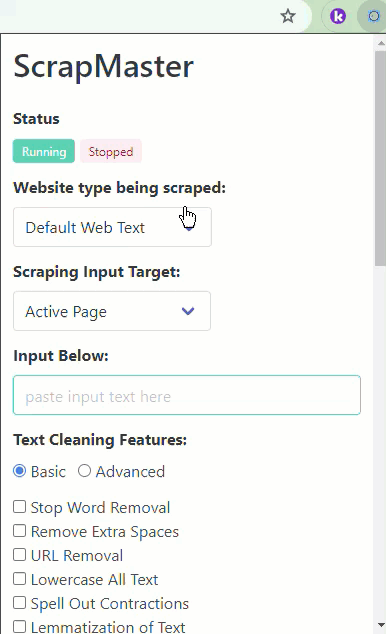 ScrapMaster
Status
Running Stopped
Website type being scraped:
Default Web Text
Scraping Input Target:
Active Page
Input Below:
paste input text here
Text Cleaning Features:
Basic Advanced
Stop Word Removal
Remove Extra Spaces
URL Removal
Lowercase All Text
Spell Out Contractions
Lemmatization of Text